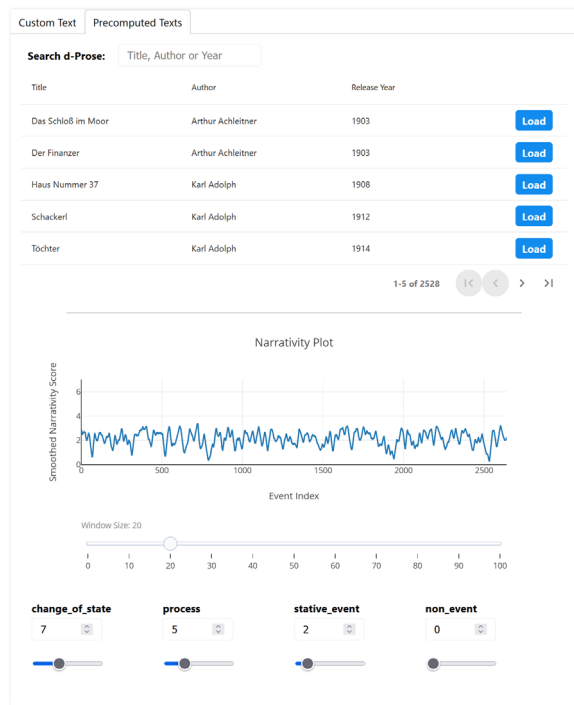 Custom Text Precomputed Texts
Search d-Prose: Title, Author or Year
Title Author Release Year
Das Schloß im Moor Arthur Achleitner 1903 Load
Der Finanzer Arthur Achleitner 1903 Load
Haus Nummer 37 Karl Adolph 1908 Load
Schackerl Karl Adolph 1912 Load
Töchter Karl Adolph 1914 Load
1-5 of 2528
Narrativity Plot
Smoothed Narrativity Score
6
4
2
0
0 500 1000 1500 2000 2500
Event Index
Window Size: 20
0 10 20 30 40 50 60 70 80 90 100
change_of_state process stative_event non_event
7 5 2 0